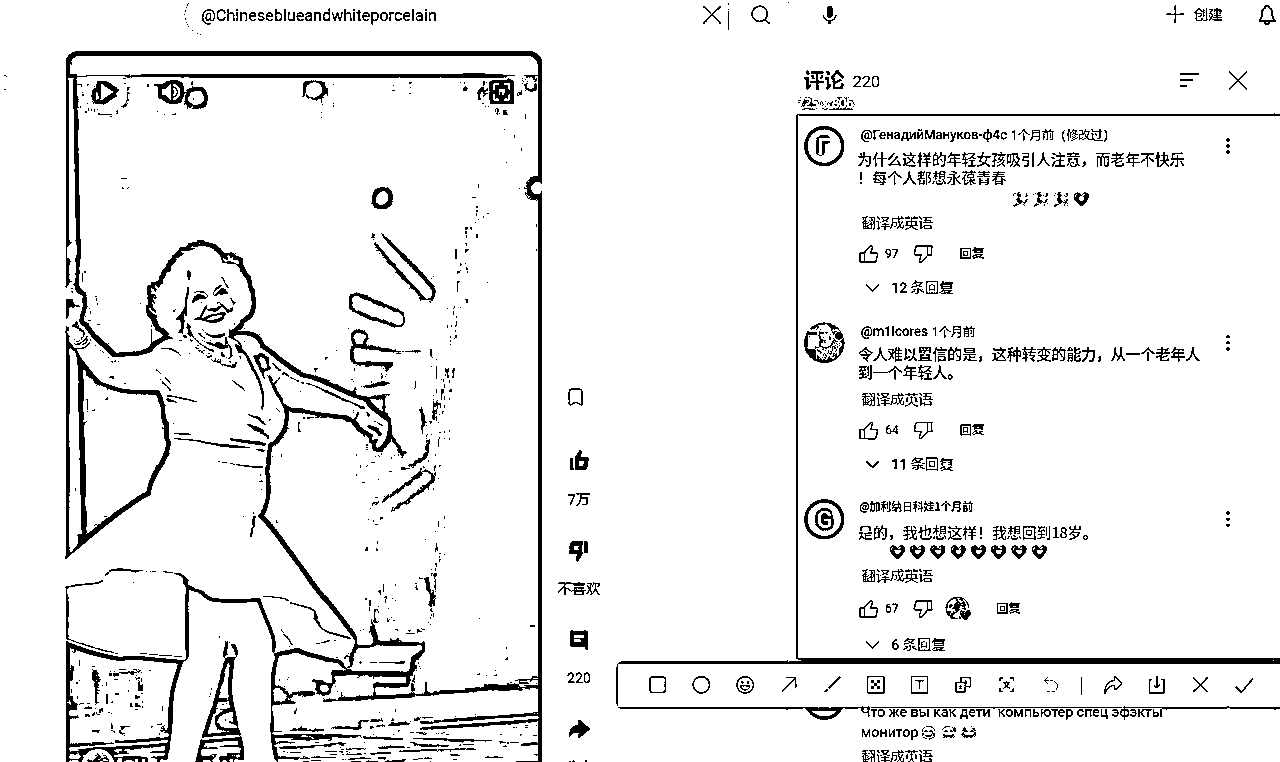 @Chineseblueandwhiteporcelain
创建
评论 220
@ГенадийМануков-ф4с 1个月前（修改过）
为什么这样的年轻女孩吸引人注意，而老年不快乐
！每个人都想永葆青春
翻译成英语
97 回复
12 条回复
@m1lcores 1个月前
令人难以置信的是，这种转变的能力，从一个老年人
到一个年轻人。
翻译成英语
64 回复
11 条回复
@加利纳日科娃1个月前
是的，我也想这样！我想回到18岁。
翻译成英语
67 回复
6 条回复
Что же вы как дети компьютер спец эфэкты
монитор
翻译成英语
7万
不喜欢
220